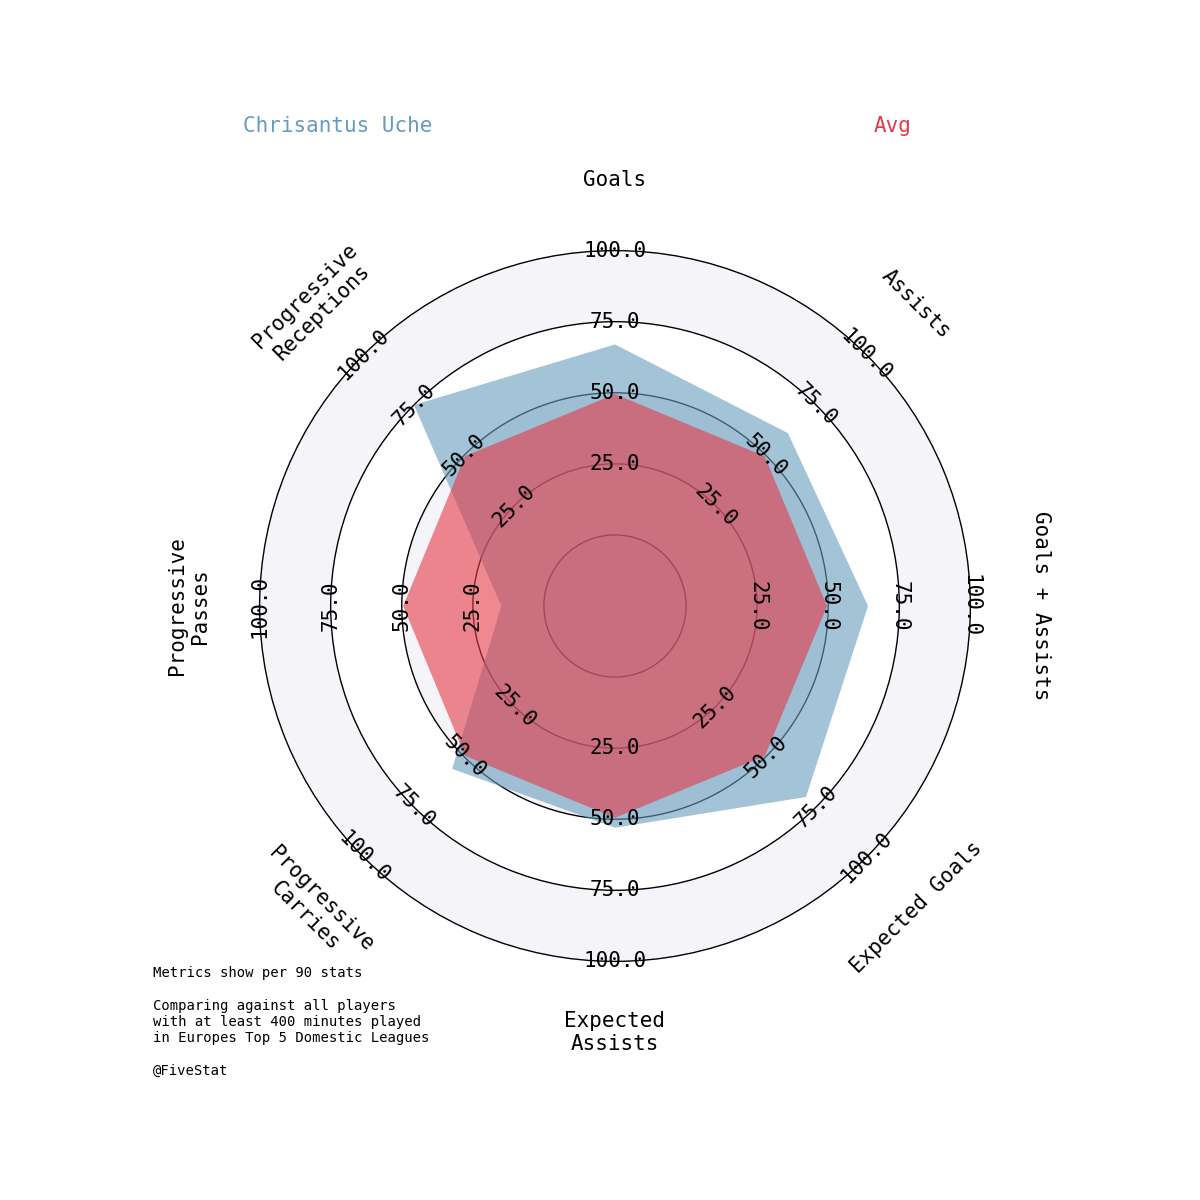 Chrisantus Uche
Avg
Goals
Assists
Goals + Assists
Expected Goals
Expected
Assists
Progressive
Carries
Progressive
Passes
Progressive
Receptions
25.0
50.0
75.0
100.0
25.0
50.0
75.0
100.0
25.0
50.0
75.0
100.0
25.0
50.0
75.0
100.0
25.0
50.0
75.0
100.0
25.0
50.0
75.0
100.0
25.0
50.0
75.0
100.0
25.0
50.0
75.0
100.0
Metrics show per 90 stats
Comparing against all players
with at least 400 minutes played
in Europes Top 5 Domestic Leagues
@FiveStat